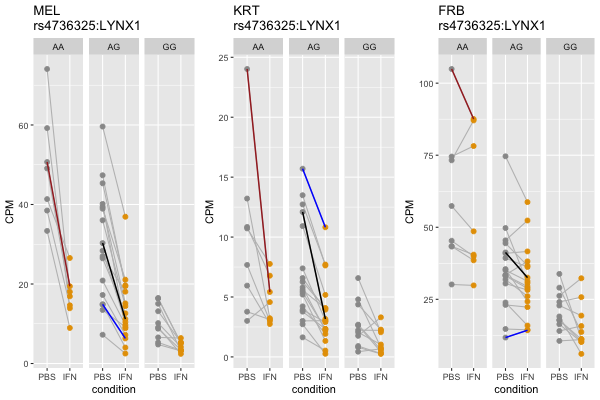 MEL
rs4736325:LYNX1
AA AG GG
CPM
60
40
20
0
PBS IFN PBS IFN PBS IFN
condition
KRT
rs4736325:LYNX1
AA AG GG
CPM
25
20
15
10
5
0
PBS IFN PBS IFN PBS IFN
condition
FRB
rs4736325:LYNX1
AA AG GG
CPM
100
75
50
25
PBS IFN PBS IFN PBS IFN
condition